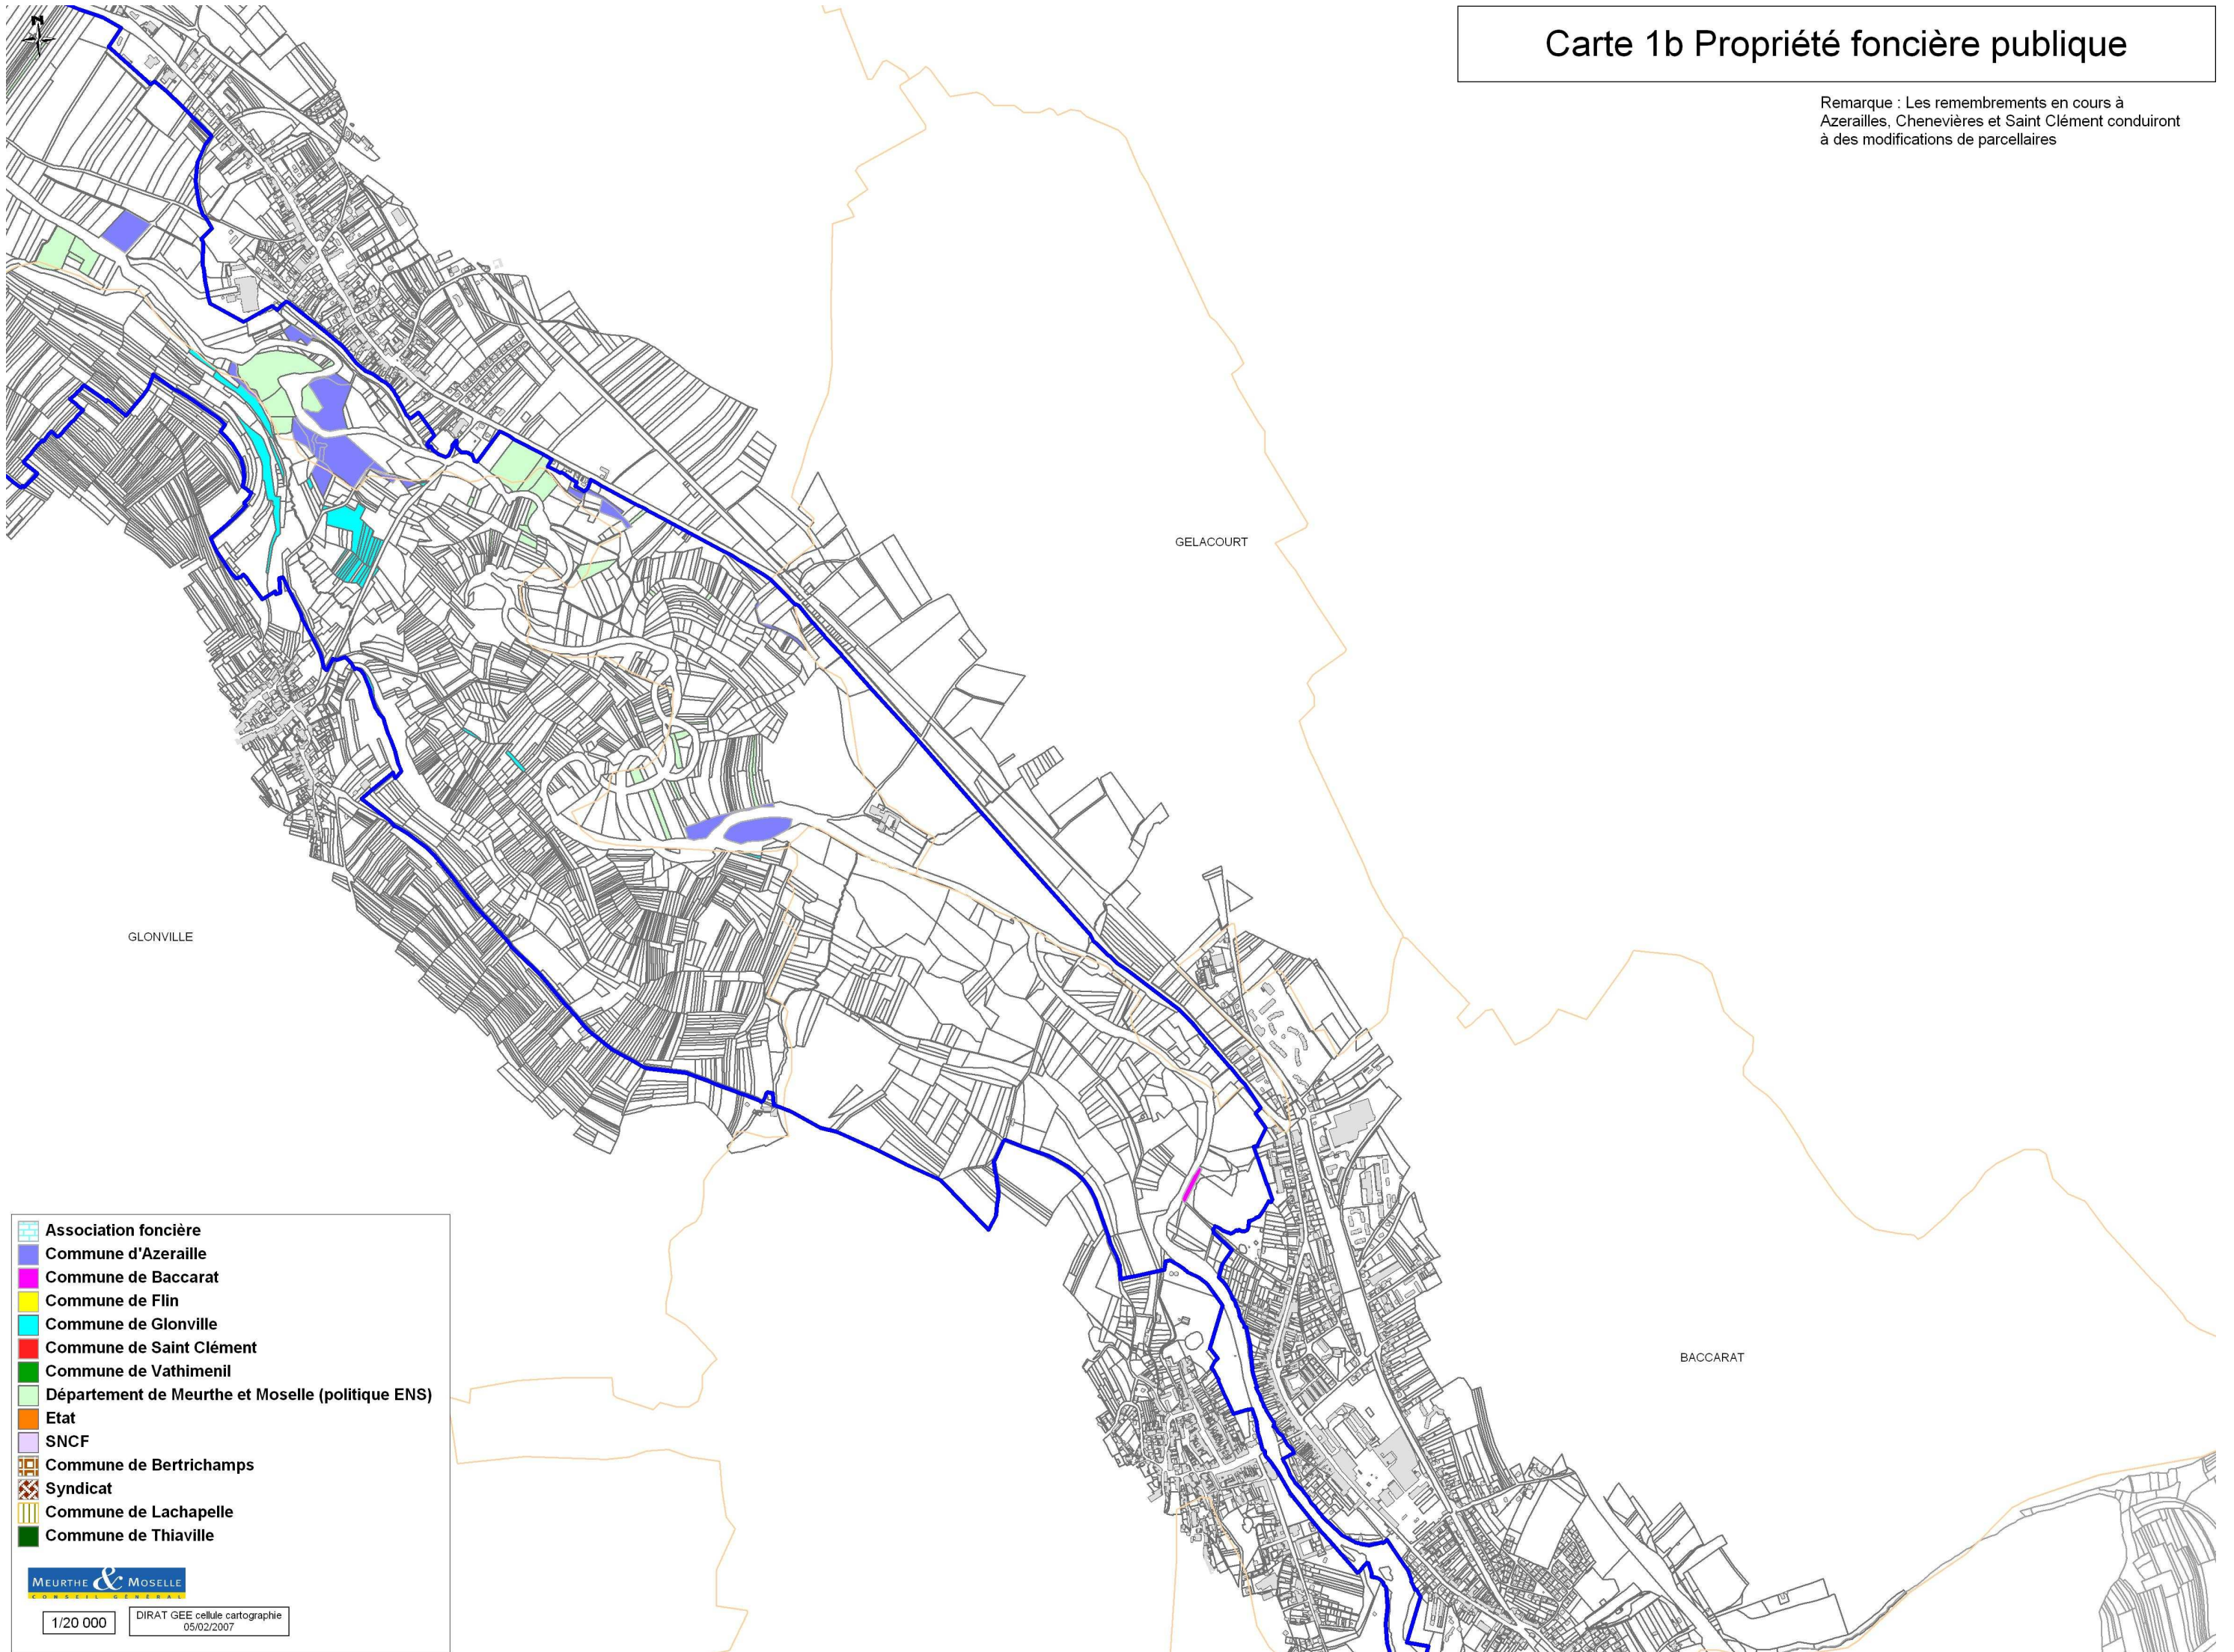 N
Carte 1b Propriété foncière publique
Remarque : Les remembrements en cours à
Azerailles, Chenevières et Saint Clément conduiront
à des modifications de parcellaires
GELACOURT
GLONVILLE
BACCARAT
Association foncière
Commune d'Azeraille
Commune de Baccarat
Commune de Flin
Commune de Glonville
Commune de Saint Clément
Commune de Vathimenil
Département de Meurthe et Moselle (politique ENS)
Etat
SNCF
Commune de Bertrichamps
Syndicat
Commune de Lachapelle
Commune de Thiaville
MEURTHE & MOSELLE
CONSEIL GÉNÉRAL
1/20 000
DIRAT GEE cellule cartographie
05/02/2007